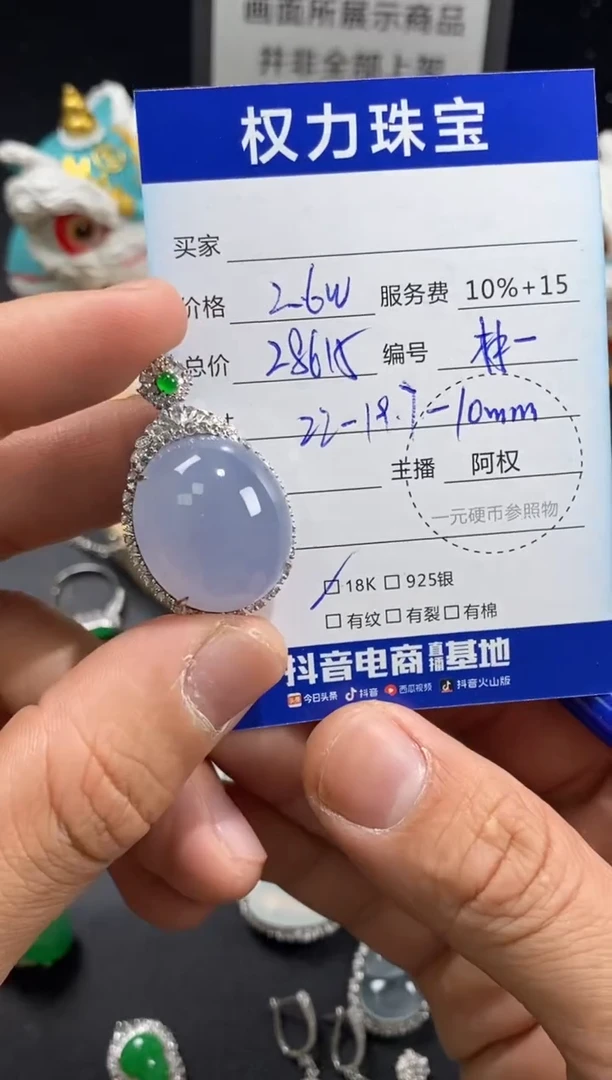 画面所展示商品
并非全部上架
权力珠宝
买家
价格 2.6W 服务费 10%+15
总价 28615 编号 林一
22-19.7-10mm
主播 阿权
一元硬币参照物
18K 925银
有纹 有裂 有棉
抖音电商直播基地
头条 今日头条 抖音 西瓜视频 抖音火山版